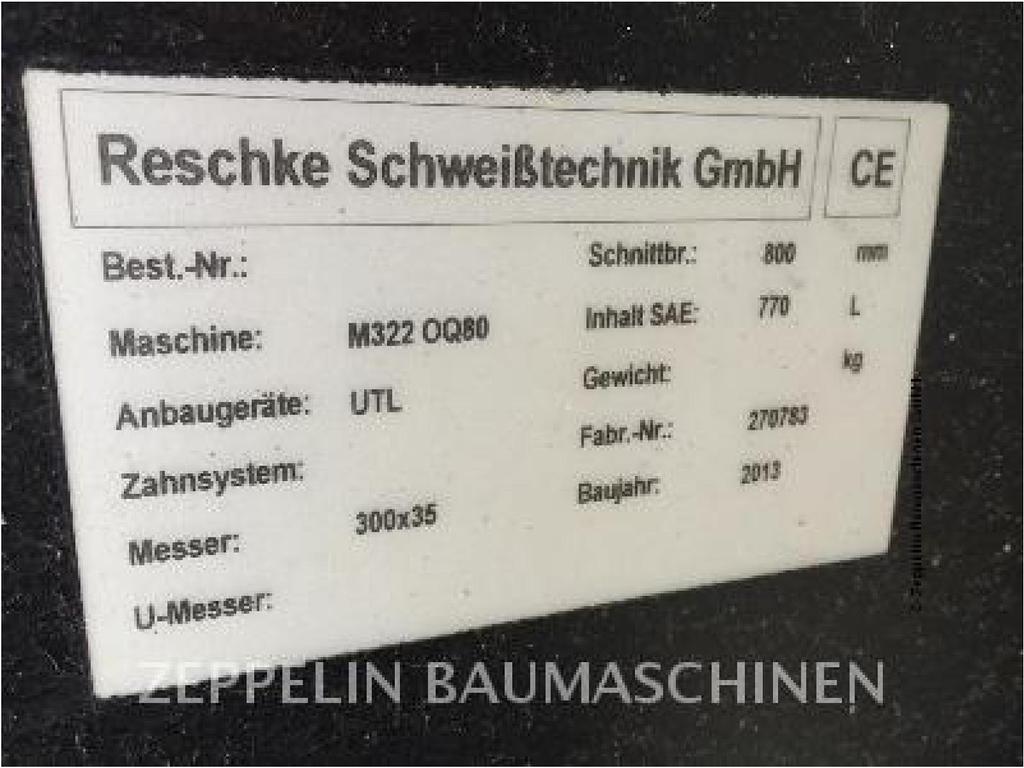 Reschke Schweißtechnik GmbH CE
Best.-Nr.:
Maschine: M322 OQ80
Anbaugeräte: UTL
Zahnsystem:
Messer: 300x35
U-Messer:
Schnittbr.: 800 mm
Inhalt SAE: 770 L
Gewicht: kg
Fabr.-Nr.: 270783
Baujahr: 2013
ZEPPELIN BAUMASCHINEN